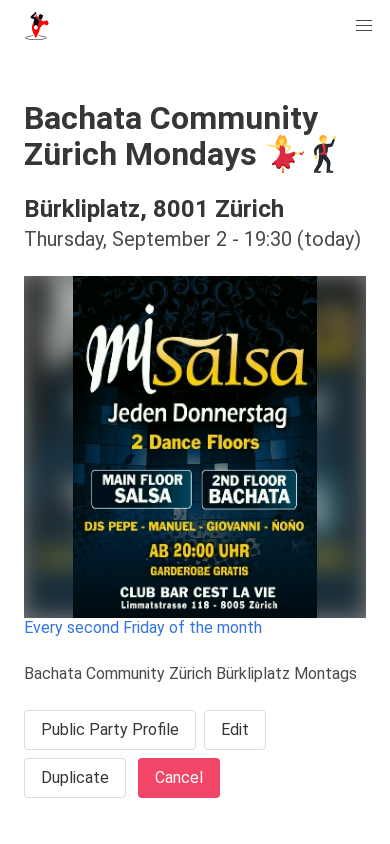 Bachata Community
Zürich Mondays 💃🕺
Bürkliplatz, 8001 Zürich
Thursday, September 2 - 19:30 (today)
mi Salsa
Jeden Donnerstag
2 Dance Floors
MAIN FLOOR
SALSA
2ND FLOOR
BACHATA
DJS PEPE - MANUEL - GIOVANNI - ÑOÑO
AB 20:00 UHR
GARDEROBE GRATIS
CLUB BAR CEST LA VIE
Limmatstrasse 118 - 8005 Zürich
Every second Friday of the month
Bachata Community Zürich Bürkliplatz Montags
Public Party Profile
Edit
Duplicate
Cancel